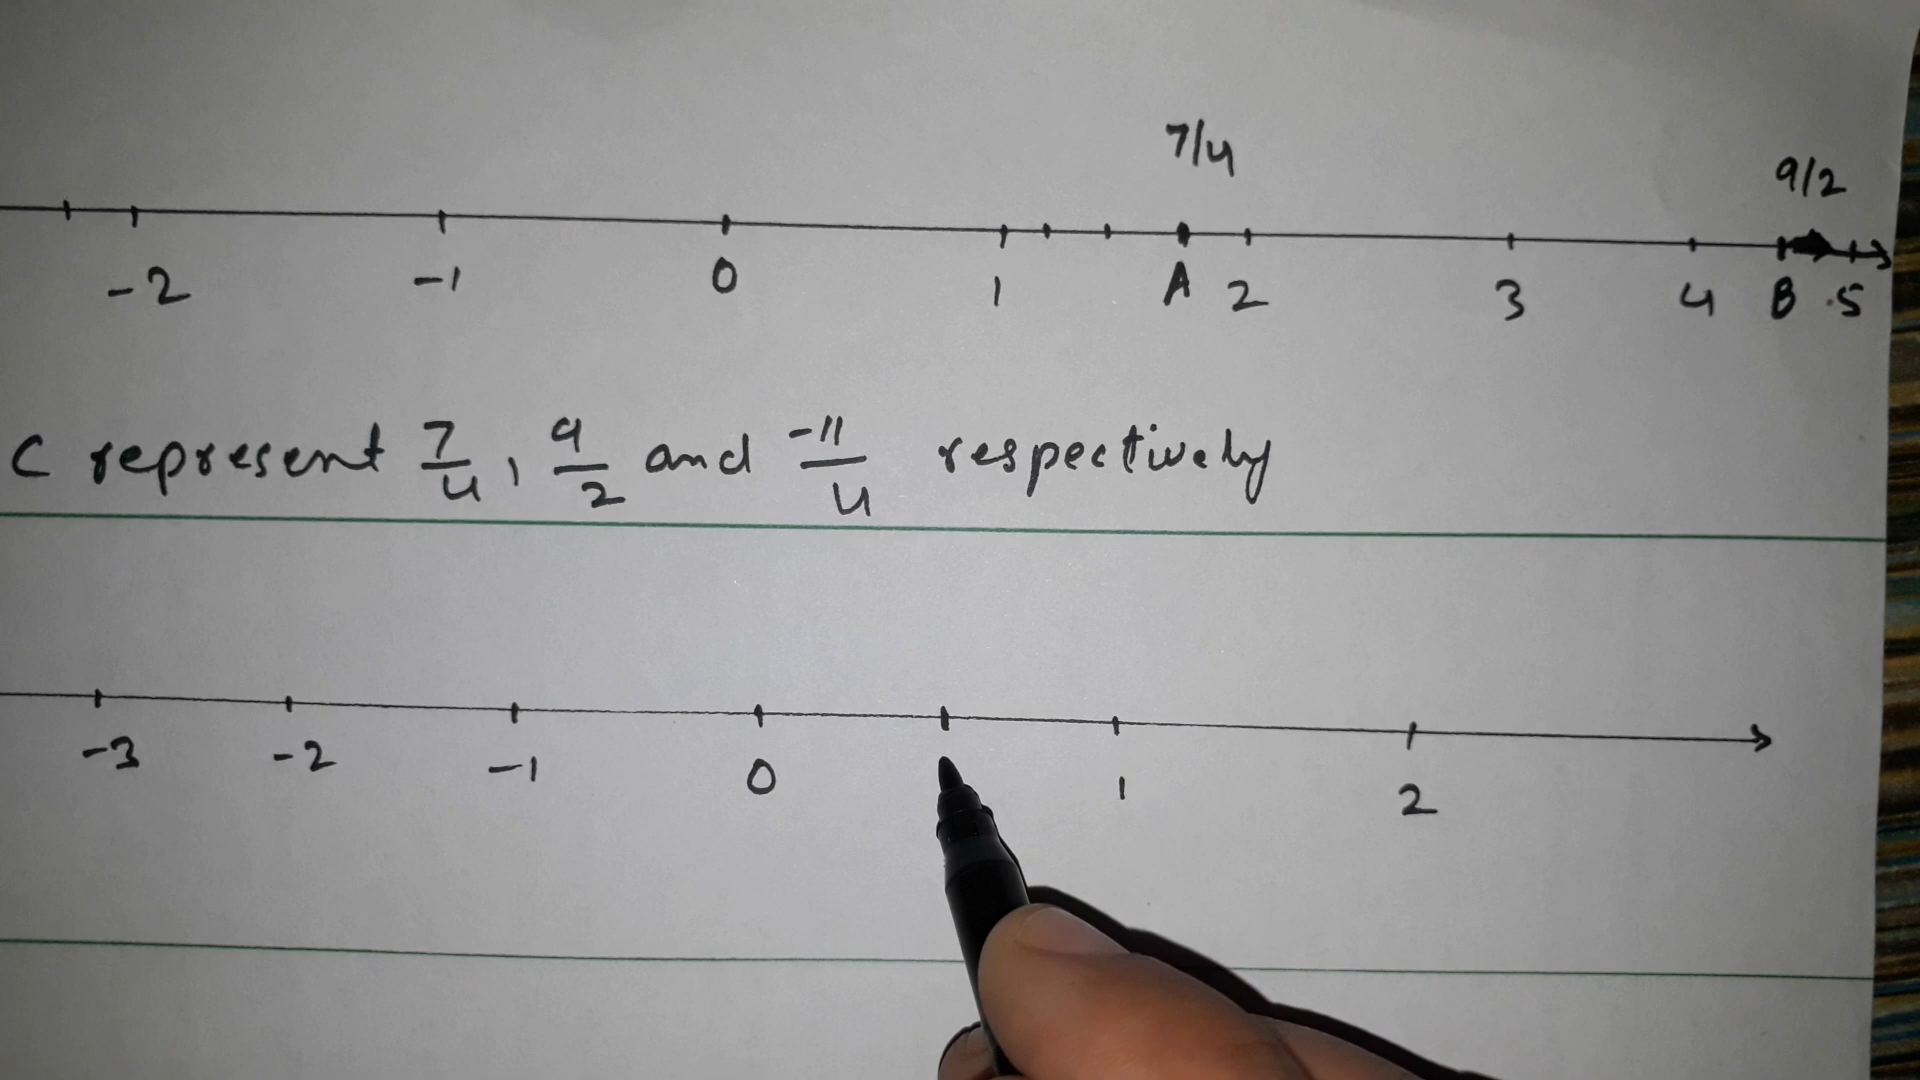 7/4 9/2
-2 -1 0 1 A 2 3 4 B .5
C represent 7/4, 9/2 and -11/4 respectively
-3 -2 -1 0 1 2